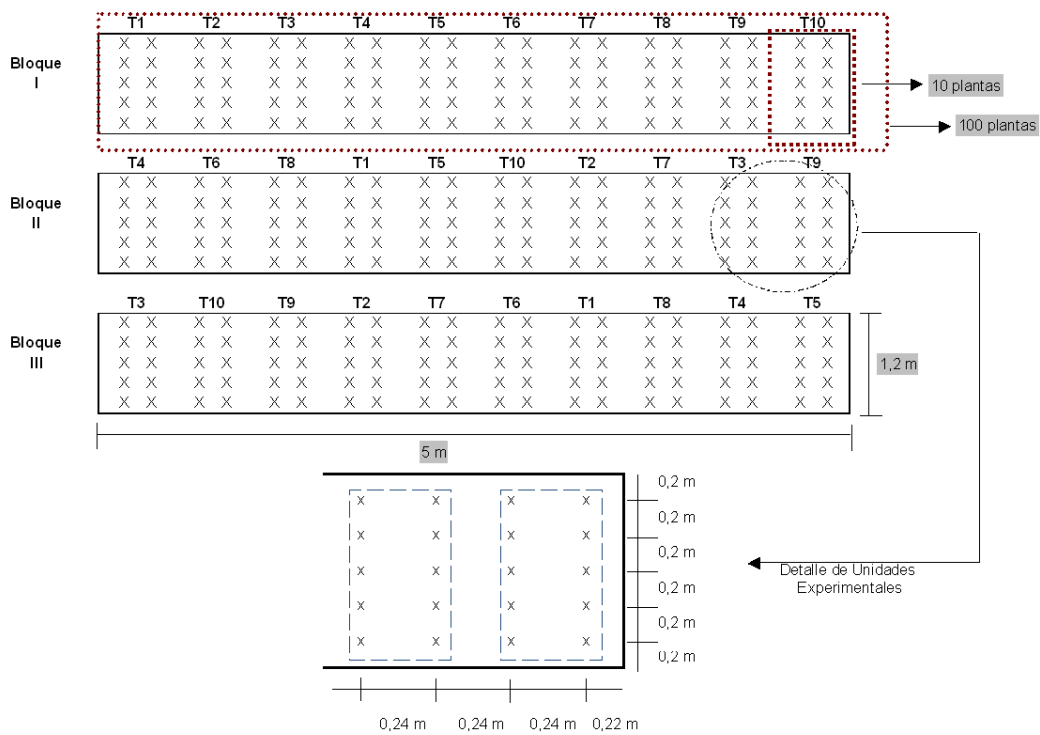 T1 T2 T3 T4 T5 T6 T7 T8 T9 T10
Bloque
I
X X X X X X X X X X X X X X X X X X X X
X X X X X X X X X X X X X X X X X X X X
X X X X X X X X X X X X X X X X X X X X
X X X X X X X X X X X X X X X X X X X X
X X X X X X X X X X X X X X X X X X X X
10 plantas
100 plantas
T4 T6 T8 T1 T5 T10 T2 T7 T3 T9
Bloque
II
X X X X X X X X X X X X X X X X X X X X
X X X X X X X X X X X X X X X X X X X X
X X X X X X X X X X X X X X X X X X X X
X X X X X X X X X X X X X X X X X X X X
X X X X X X X X X X X X X X X X X X X X
T3 T10 T9 T2 T7 T6 T1 T8 T4 T5
Bloque
III
X X X X X X X X X X X X X X X X X X X X
X X X X X X X X X X X X X X X X X X X X
X X X X X X X X X X X X X X X X X X X X
X X X X X X X X X X X X X X X X X X X X
X X X X X X X X X X X X X X X X X X X X
1,2 m
5 m
x x x x
x x x x
x x x x
x x x x
x x x x
0,2 m
0,2 m
0,2 m
0,2 m
0,2 m
0,2 m
Detalle de Unidades
Experimentales
0,24 m 0,24 m 0,24 m 0,22 m